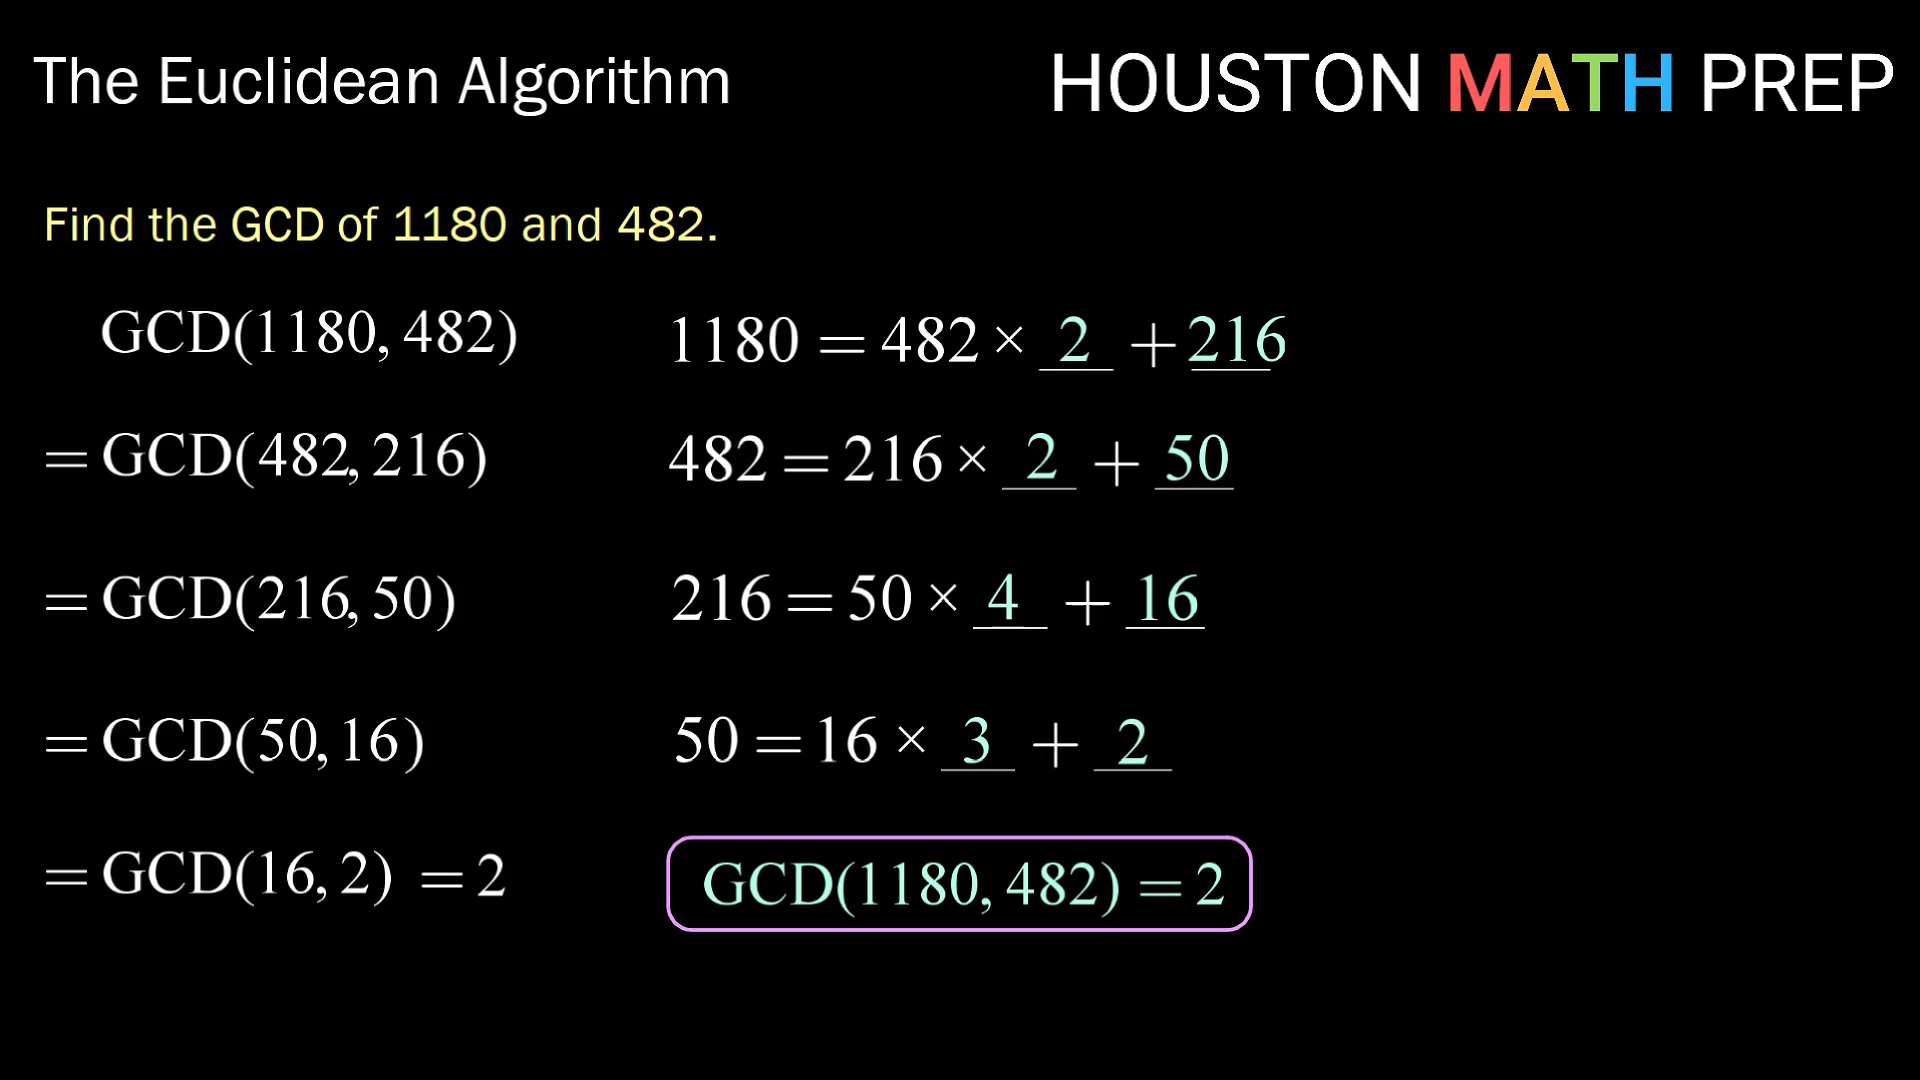 The Euclidean Algorithm
HOUSTON MATH PREP
Find the GCD of 1180 and 482.
GCD(1180, 482) 1180 = 482 × 2 + 216
= GCD(482, 216) 482 = 216 × 2 + 50
= GCD(216, 50) 216 = 50 × 4 + 16
= GCD(50, 16) 50 = 16 × 3 + 2
= GCD(16, 2) = 2 GCD(1180, 482) = 2